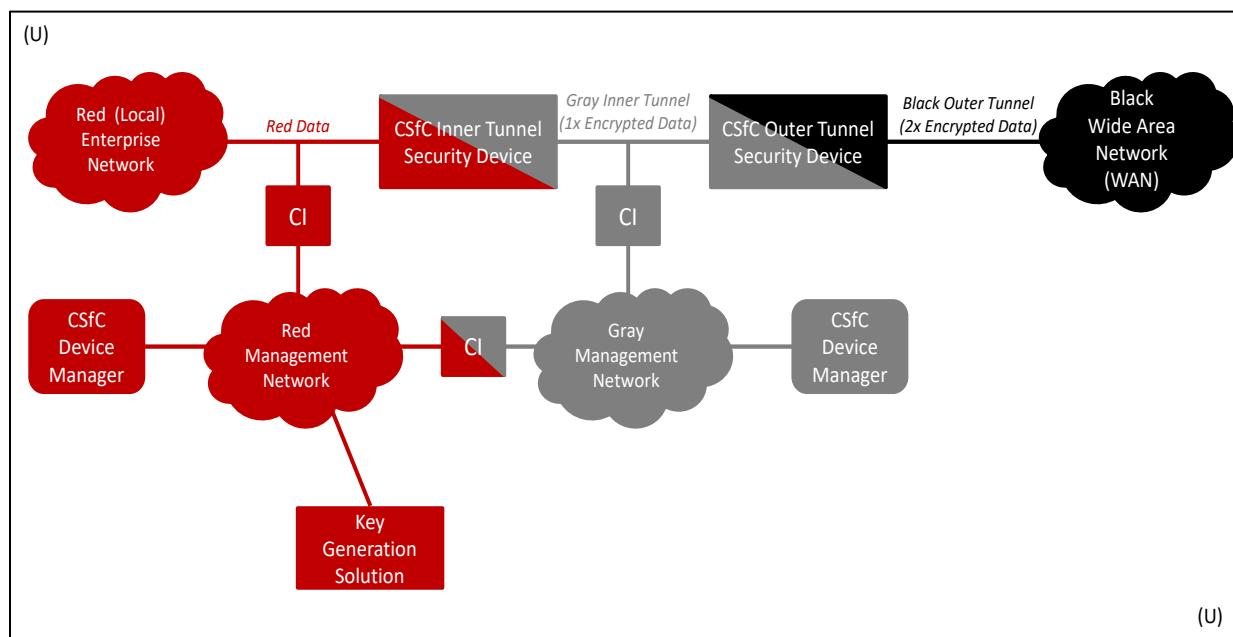 (U)
Red (Local)
Enterprise
Network
Red Data
CSfC Inner Tunnel
Security Device
Gray Inner Tunnel
(1x Encrypted Data)
CSfC Outer Tunnel
Security Device
Black Outer Tunnel
(2x Encrypted Data)
Black
Wide Area
Network
(WAN)
CI
CI
CSfC
Device
Manager
Red
Management
Network
CI
Gray
Management
Network
CSfC
Device
Manager
Key
Generation
Solution
(U)